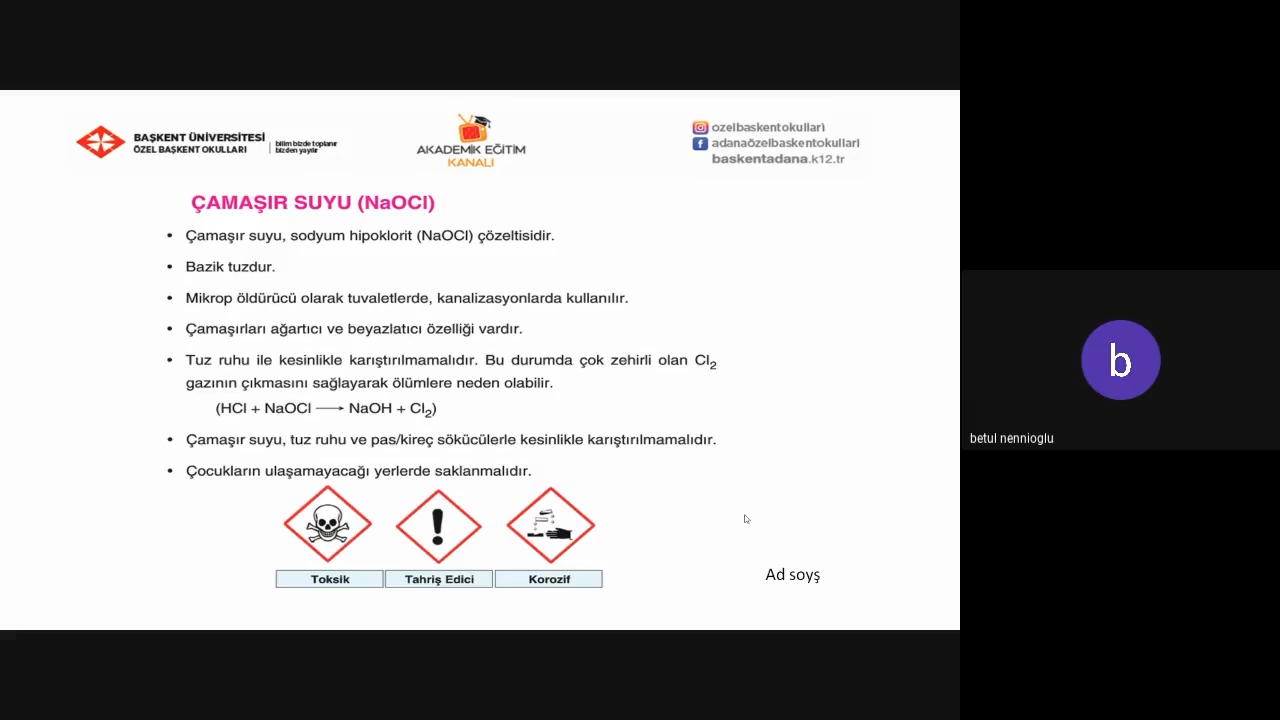 BAŞKENT ÜNİVERSİTESİ
ÖZEL BAŞKENT OKULLARI
bilim bizde toplanır
bizden yayılır
AKADEMİK EĞİTİM
KANALI
ozelbaskentokullari
adanaözelbaskentokullari
baskentadana.k12.tr
ÇAMAŞIR SUYU (NaOCl)
• Çamaşır suyu, sodyum hipoklorit (NaOCl) çözeltisidir.
• Bazik tuzdur.
• Mikrop öldürücü olarak tuvaletlerde, kanalizasyonlarda kullanılır.
• Çamaşırları ağartıcı ve beyazlatıcı özelliği vardır.
• Tuz ruhu ile kesinlikle karıştırılmamalıdır. Bu durumda çok zehirli olan Cl₂
gazının çıkmasını sağlayarak ölümlere neden olabilir.
(HCl + NaOCl ⟶ NaOH + Cl₂)
• Çamaşır suyu, tuz ruhu ve pas/kireç sökücülerle kesinlikle karıştırılmamalıdır.
• Çocukların ulaşamayacağı yerlerde saklanmalıdır.
Toksik
Tahriş Edici
Korozif
Ad soyş
b
betul nennioglu